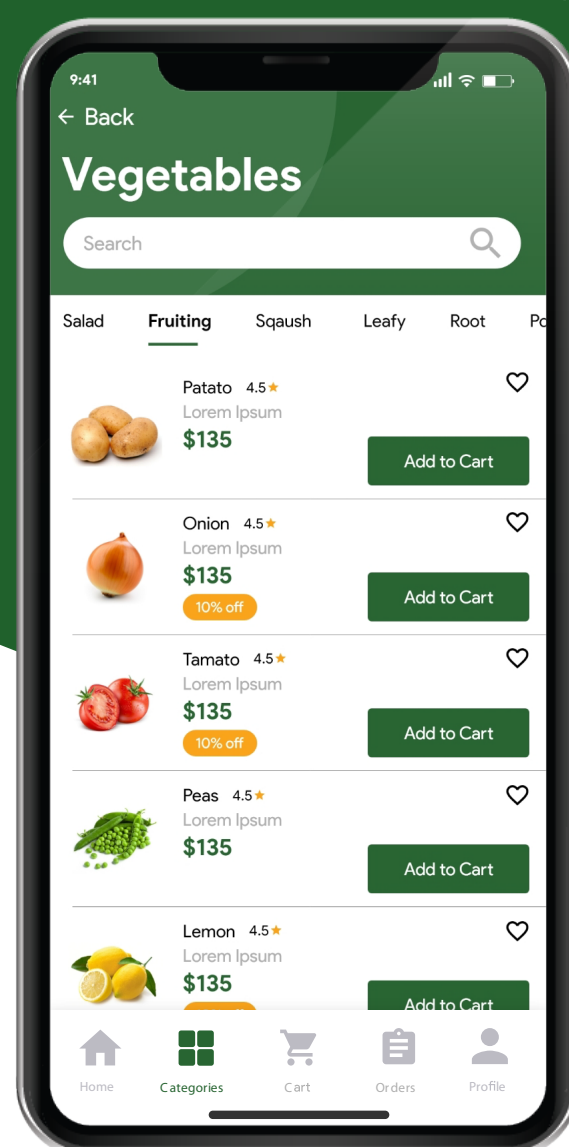 9:41
Back
Vegetables
Search
Salad Fruiting Sqaush Leafy Root Po
Patato 4.5
Lorem Ipsum
$135
Add to Cart
Onion 4.5
Lorem Ipsum
$135
10% off
Add to Cart
Tamato 4.5
Lorem Ipsum
$135
10% off
Add to Cart
Peas 4.5
Lorem Ipsum
$135
Add to Cart
Lemon 4.5
Lorem Ipsum
$135
Add to Cart
Home Categories Cart Orders Profile